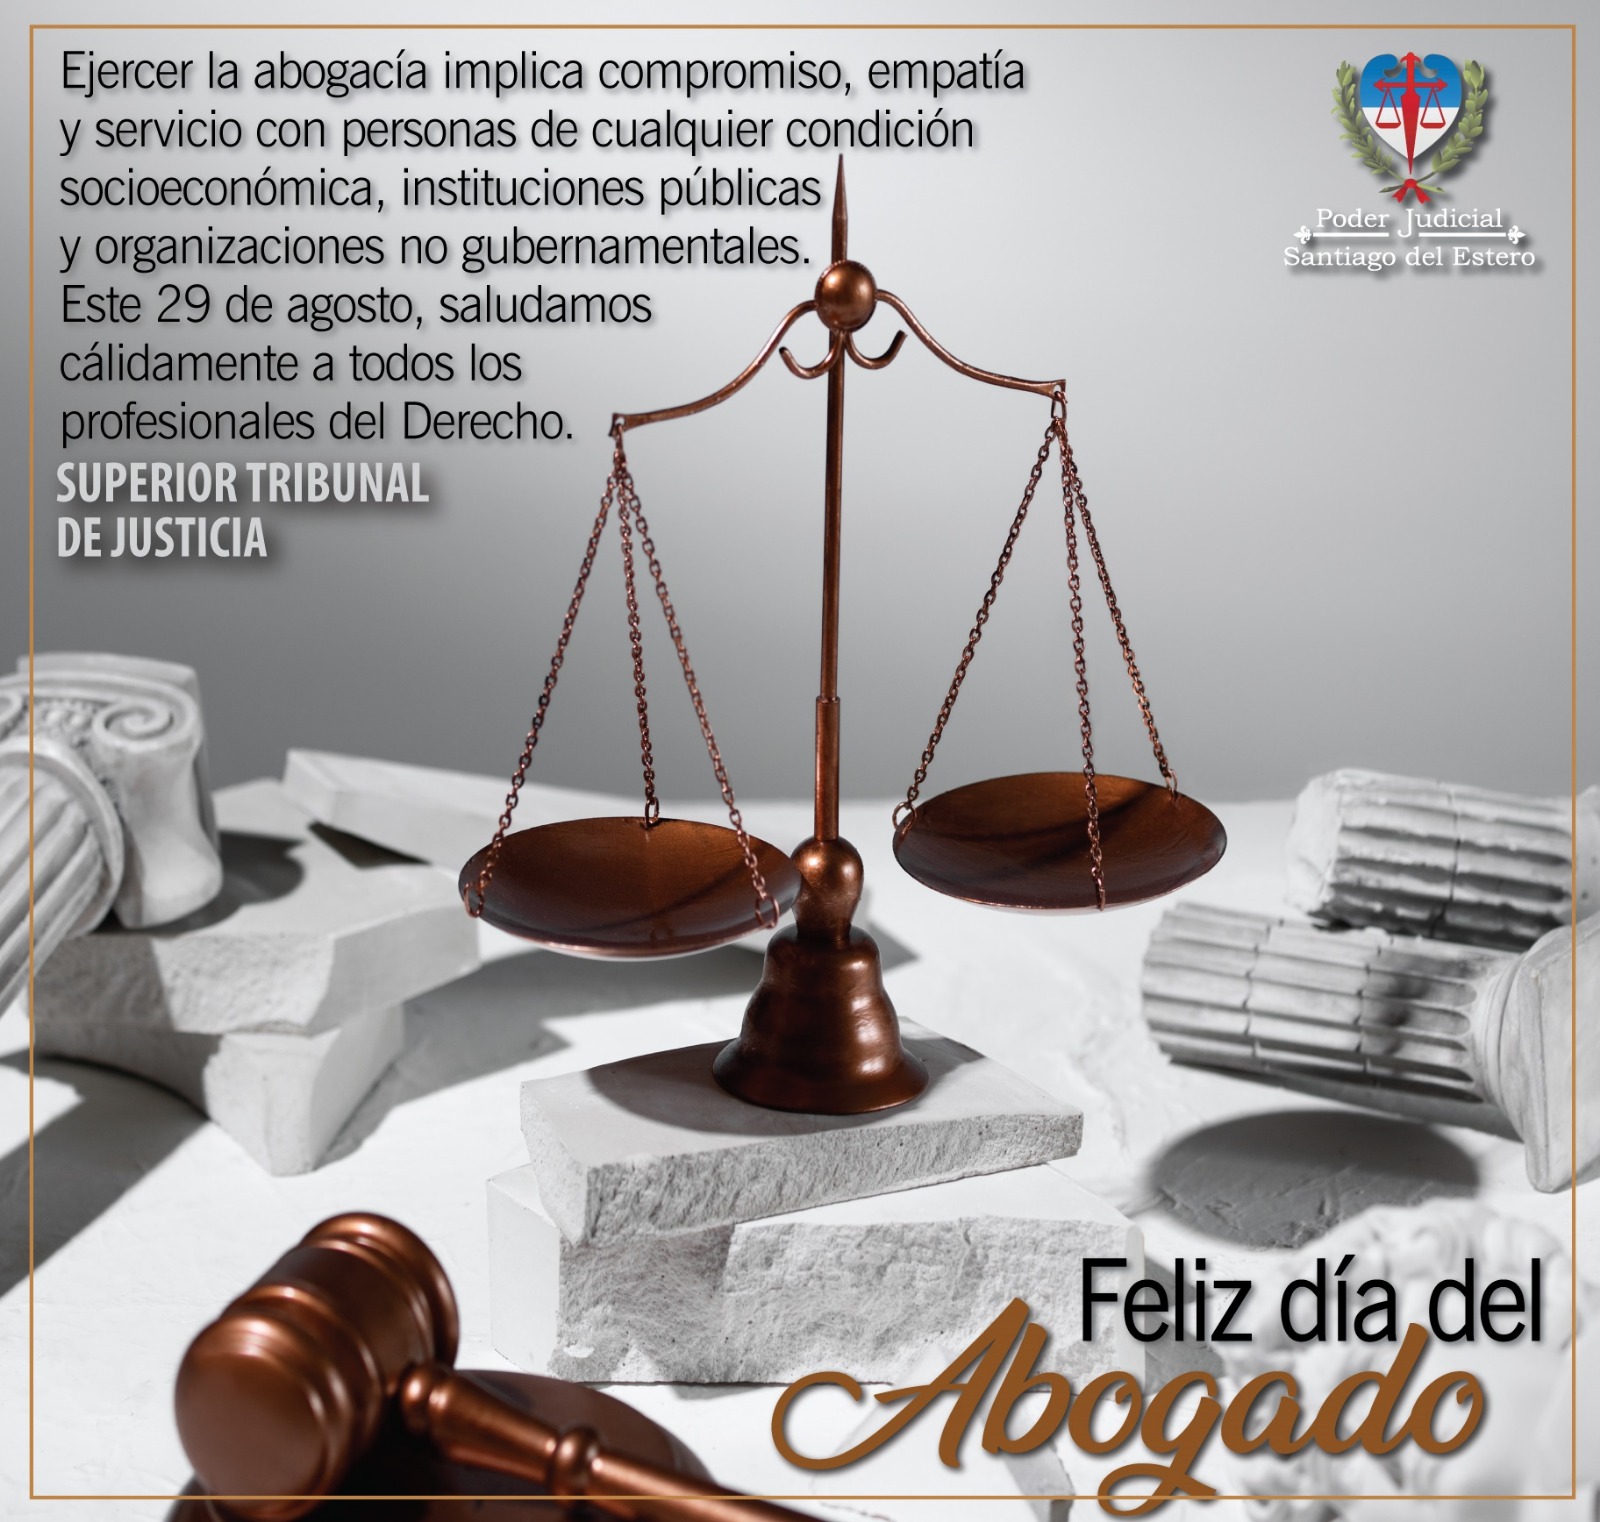 Ejercer la abogacía implica compromiso, empatía
y servicio con personas de cualquier condición
socioeconómica, instituciones públicas
y organizaciones no gubernamentales.
Este 29 de agosto, saludamos
cálidamente a todos los
profesionales del Derecho.
SUPERIOR TRIBUNAL
DE JUSTICIA
Poder Judicial
Santiago del Estero
Feliz día del
Abogado